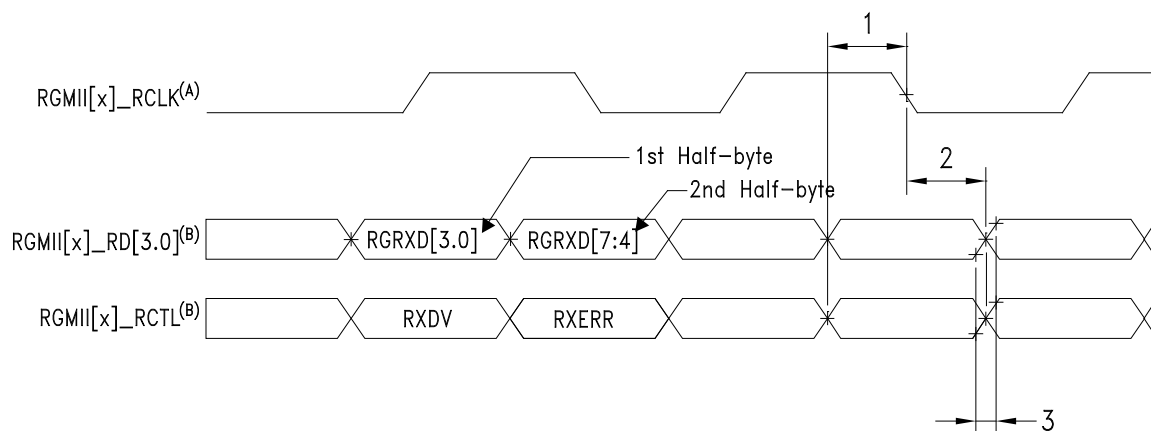 1
RGMII[x]_RCLK(A)
1st Half-byte
2
2nd Half-byte
RGMII[x]_RD[3.0](B)
RGRXD[3.0]
RGRXD[7:4]
RGMII[x]_RCTL(B)
RXDV
RXERR
3